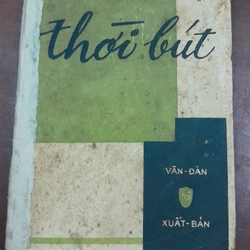 thời bút
VĂN-ĐÀN
XUẤT-BẢN